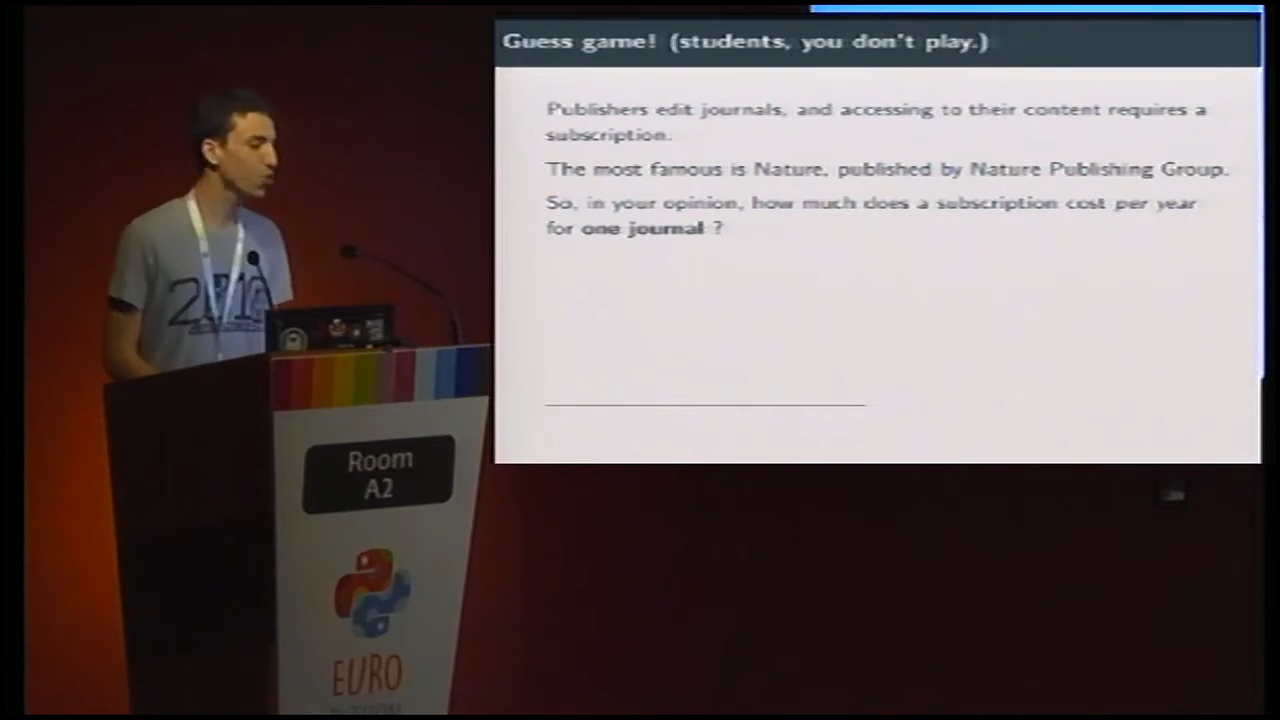 Guess game! (students, you don't play.)
Publishers edit journals, and accessing to their content requires a
subscription.
The most famous is Nature, published by Nature Publishing Group.
So, in your opinion, how much does a subscription cost per year
for one journal ?
Room
A2
EURO
PYTHON